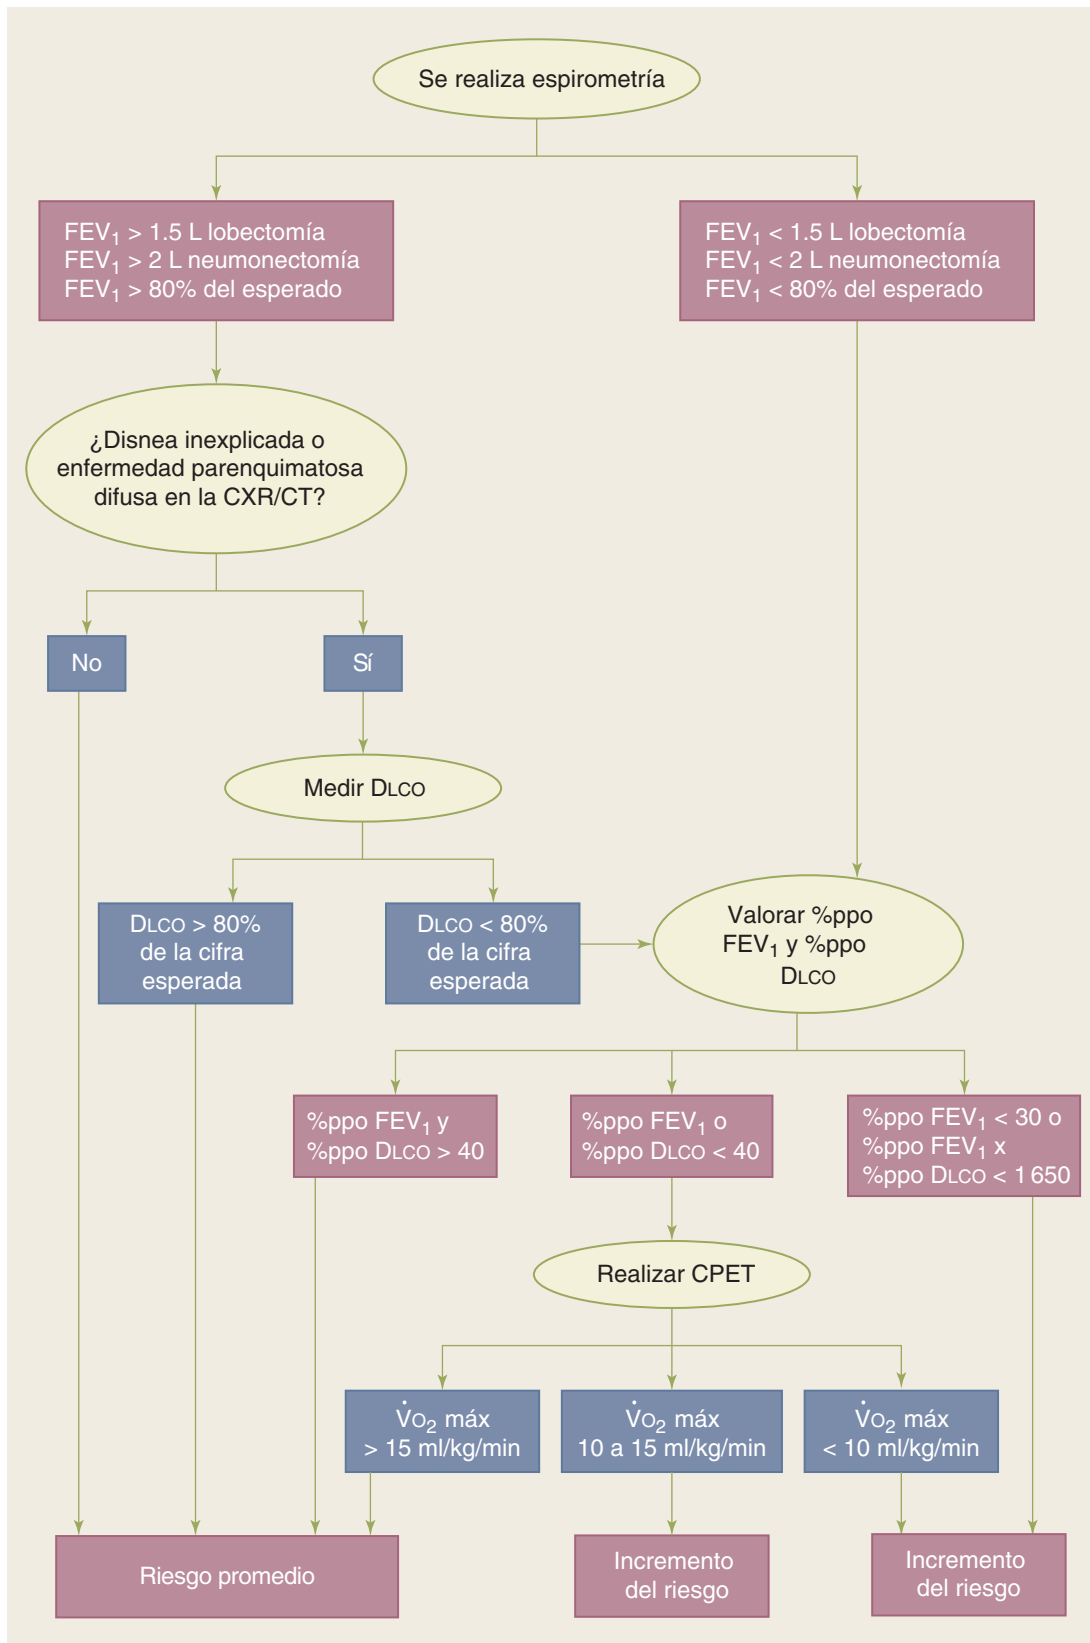 Se realiza espirometría
FEV1 > 1.5 L lobectomía
FEV1 > 2 L neumonectomía
FEV1 > 80% del esperado
FEV1 < 1.5 L lobectomía
FEV1 < 2 L neumonectomía
FEV1 < 80% del esperado
¿Disnea inexplicada o
enfermedad parenquimatosa
difusa en la CXR/CT?
No
Sí
Medir DLCO
DLCO > 80%
de la cifra
esperada
DLCO < 80%
de la cifra
esperada
Valorar %ppo
FEV1 y %ppo
DLCO
%ppo FEV1 y
%ppo DLCO > 40
%ppo FEV1 o
%ppo DLCO < 40
%ppo FEV1 < 30 o
%ppo FEV1 x
%ppo DLCO < 1 650
Realizar CPET
V̇O2 máx
> 15 ml/kg/min
V̇O2 máx
10 a 15 ml/kg/min
V̇O2 máx
< 10 ml/kg/min
Riesgo promedio
Incremento
del riesgo
Incremento
del riesgo